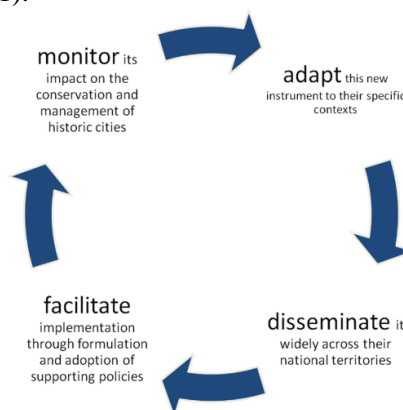 monitor its
impact on the
conservation and
management of
historic cities
adapt this new
instrument to their specific
contexts
disseminate it
widely across their
national territories
facilitate
implementation
through formulation
and adoption of
supporting policies